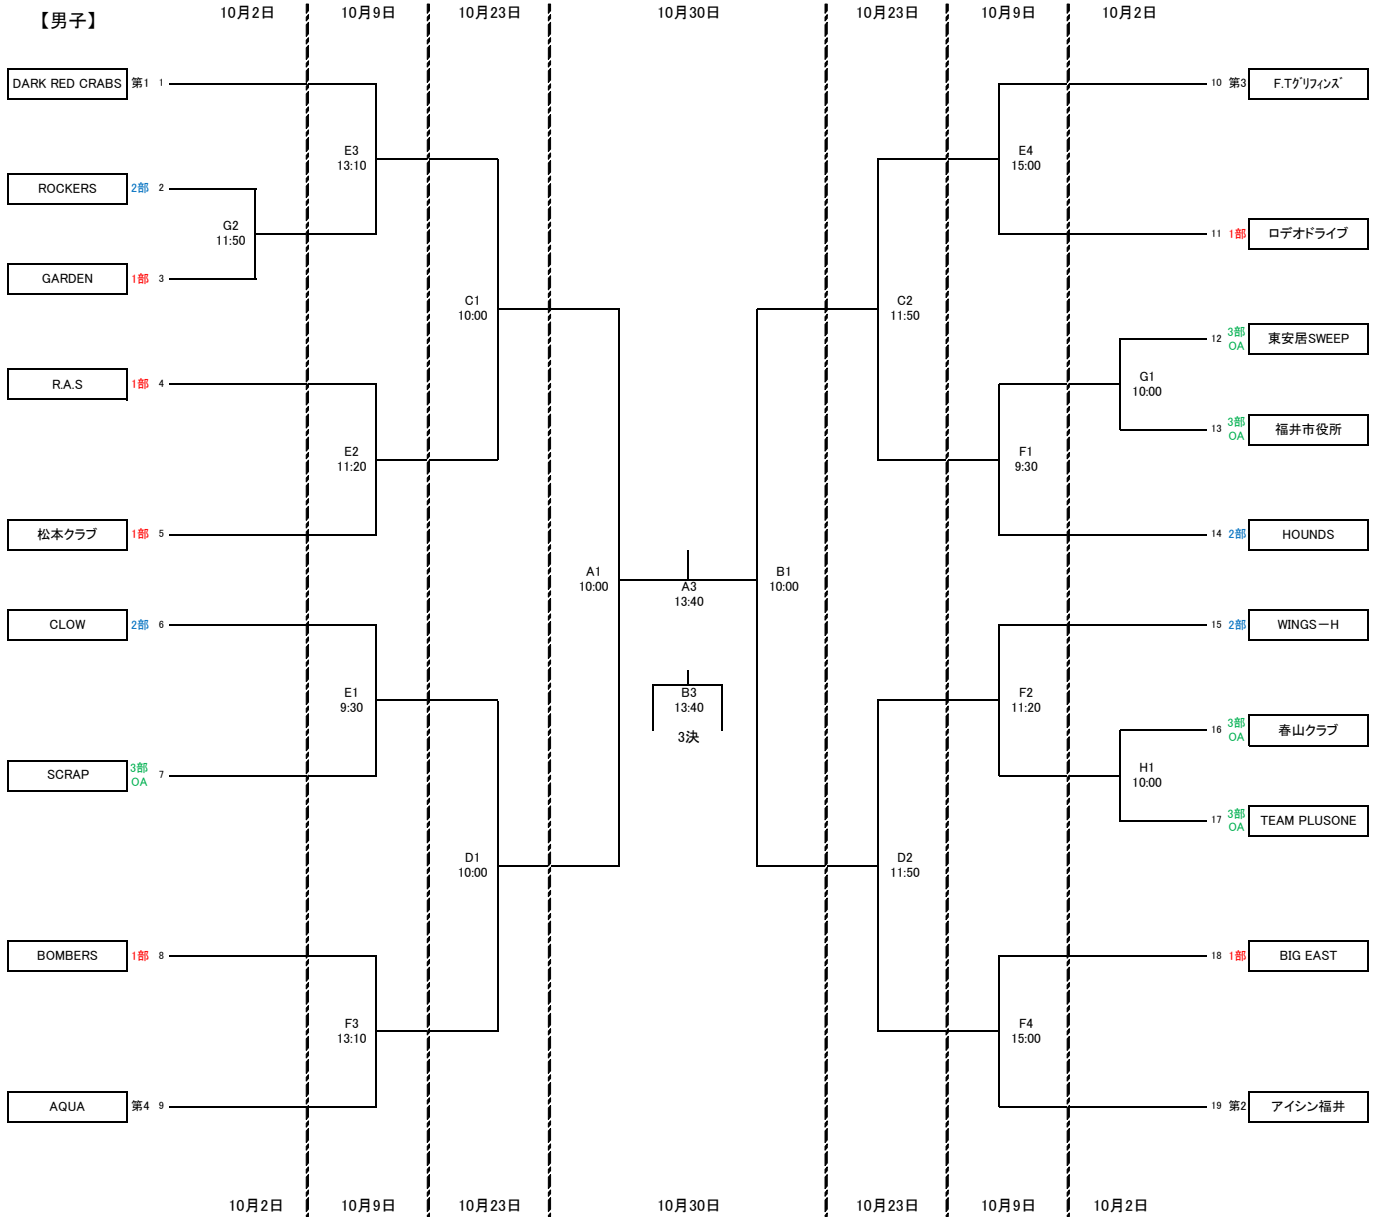 【男子】
10月2日
10月9日
10月23日
10月30日
10月23日
10月9日
10月2日
DARK RED CRABS 第1 1
E3
13:10
ROCKERS 2部 2
G2
11:50
GARDEN 1部 3
C1
10:00
R.A.S 1部 4
E2
11:20
松本クラブ 1部 5
A1
10:00
CLOW 2部 6
E1
9:30
SCRAP 3部
OA 7
D1
10:00
BOMBERS 1部 8
F3
13:10
AQUA 第4 9
A3
13:40
B3
13:40
3決
10 第3 F.Tグリフィンズ
E4
15:00
11 1部 ロデオドライブ
C2
11:50
12 3部
OA 東安居SWEEP
G1
10:00
13 3部
OA 福井市役所
F1
9:30
14 2部 HOUNDS
B1
10:00
15 2部 WINGSーH
F2
11:20
16 3部
OA 春山クラブ
H1
10:00
17 3部
OA TEAM PLUSONE
D2
11:50
18 1部 BIG EAST
F4
15:00
19 第2 アイシン福井
10月2日
10月9日
10月23日
10月30日
10月23日
10月9日
10月2日